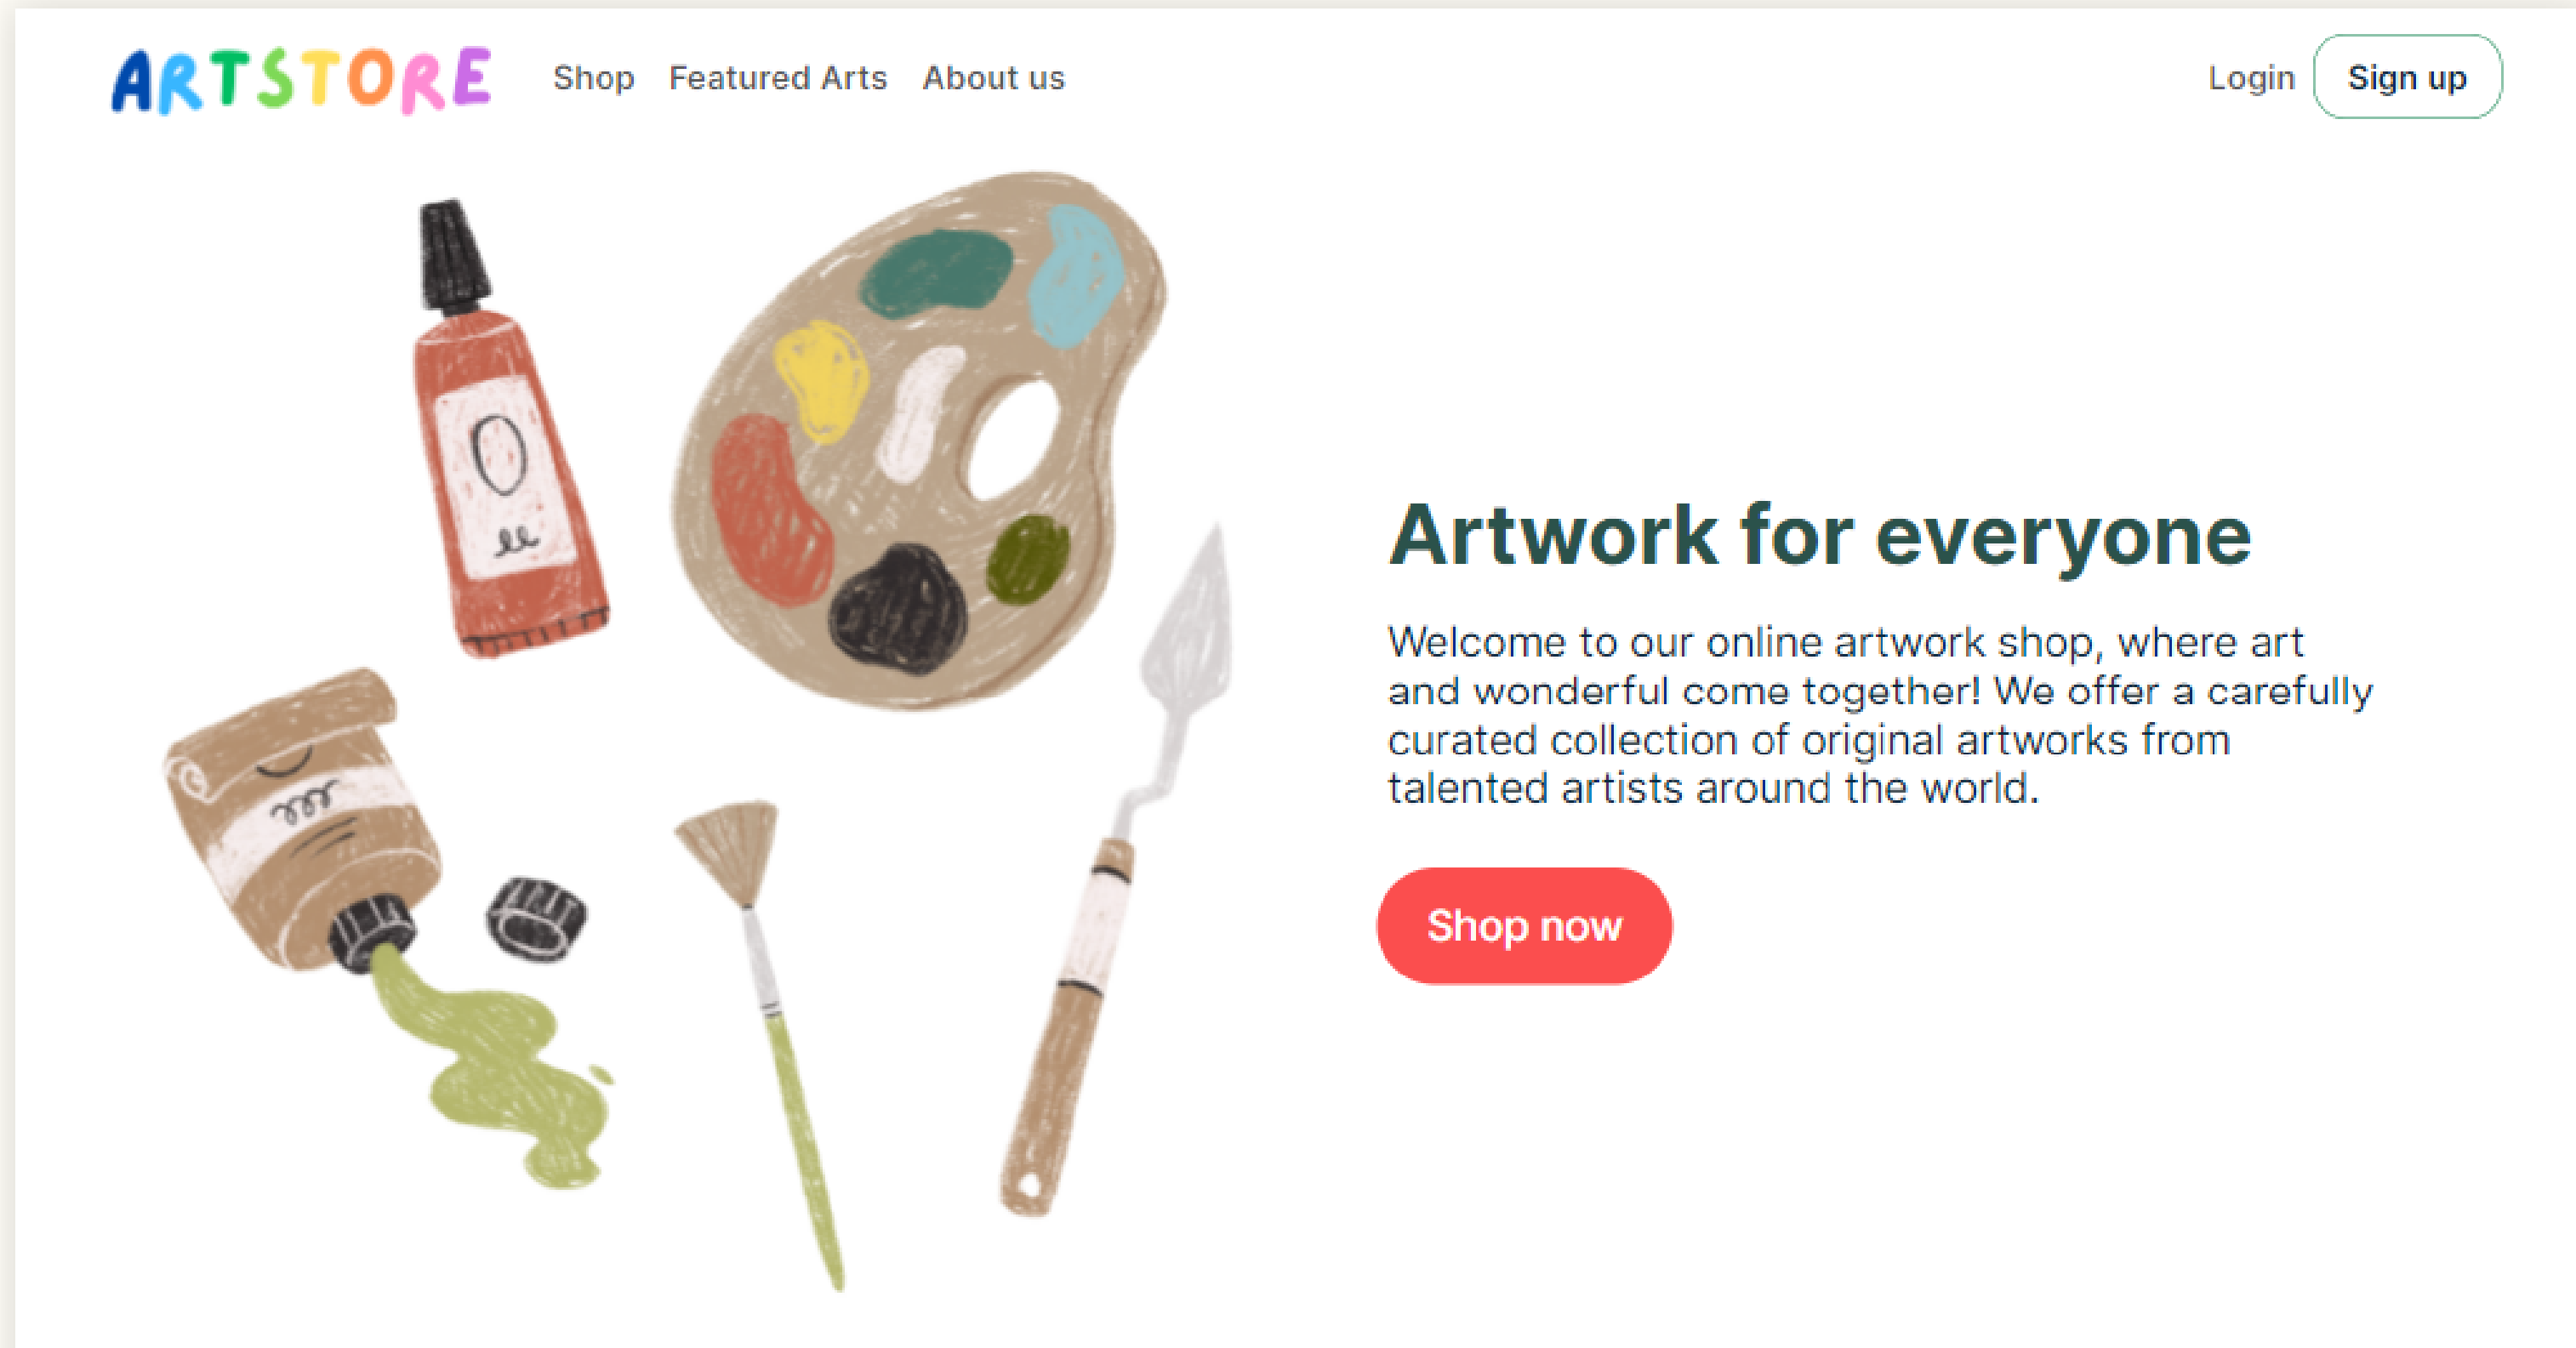 ARTSTORE
Shop Featured Arts About us
Login Sign up
Artwork for everyone
Welcome to our online artwork shop, where art
and wonderful come together! We offer a carefully
curated collection of original artworks from
talented artists around the world.
Shop now